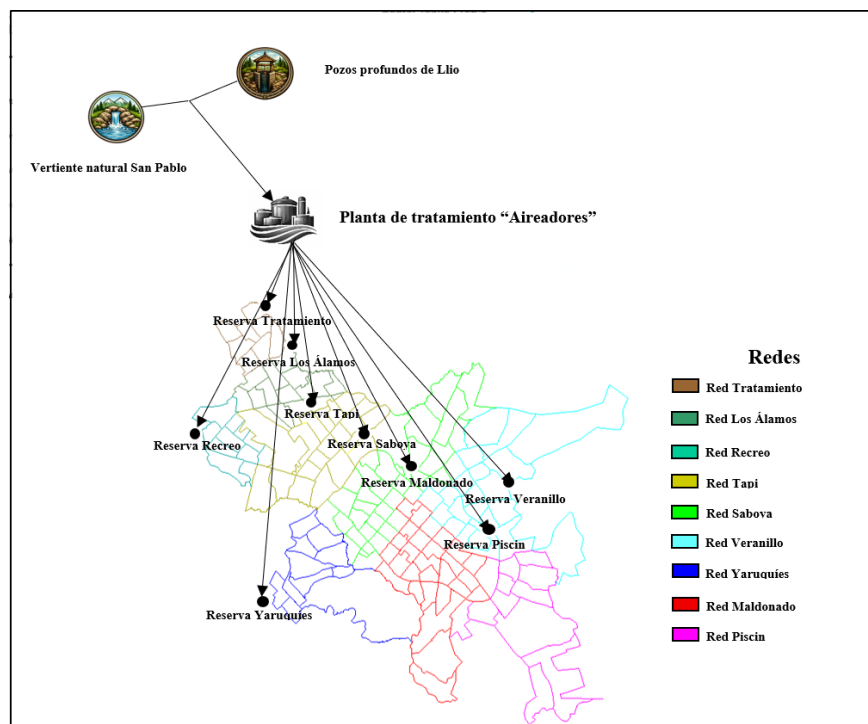 Pozos profundos de Llio
Vertiente natural San Pablo
Planta de tratamiento “Aireadores”
Reserva Tratamiento
Reserva Los Álamos
Reserva Tapi
Reserva Recreo
Reserva Saboya
Reserva Maldonado
Reserva Veranillo
Reserva Piscin
Reserva Yaruquíes
Redes
Red Tratamiento
Red Los Álamos
Red Recreo
Red Tapi
Red Saboya
Red Veranillo
Red Yaruquíes
Red Maldonado
Red Piscin